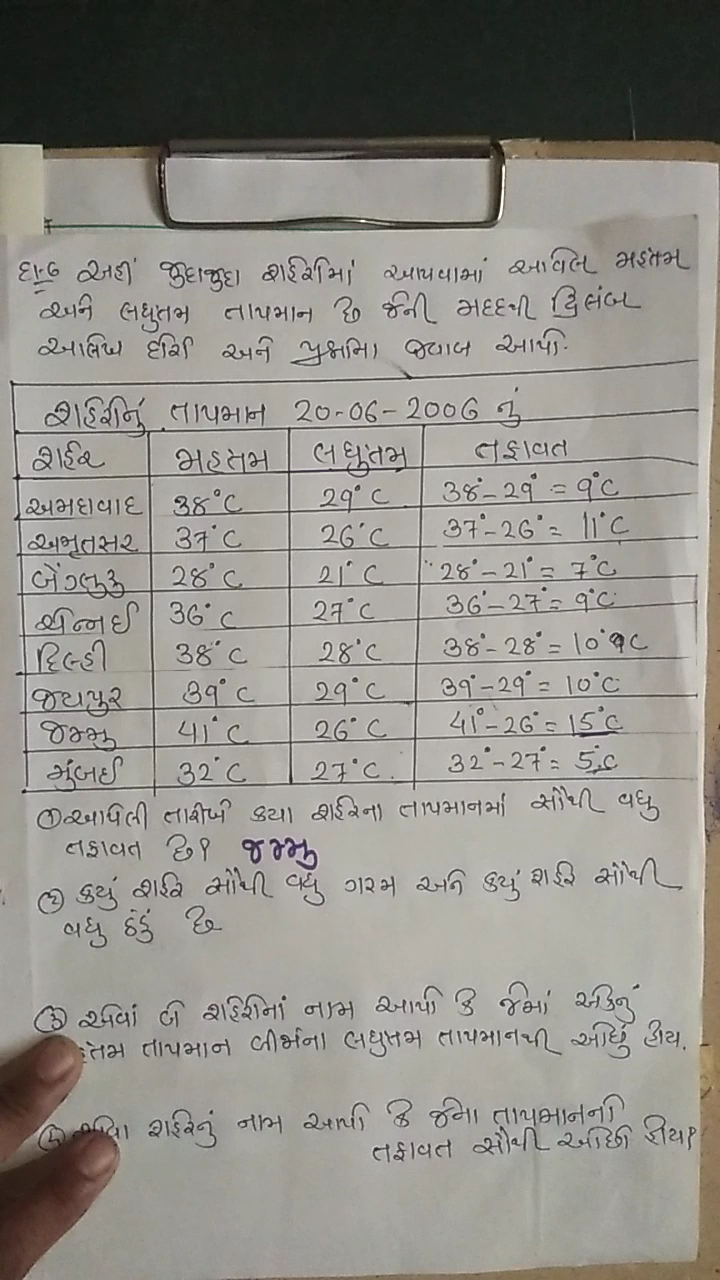 દા.૯ અહીં જુદાજુદા શહેરોમાં આપવામાં આવેલ મહત્તમ
અને લઘુત્તમ તાપમાન છે જેની મદદથી દ્વિલંબ
આલેખ દોરો અને પ્રશ્નોના જવાબ આપો.
શહેરોનું તાપમાન 20-06-2006 નું
શહેર મહત્તમ લઘુત્તમ તફાવત
અમદાવાદ 38°C 29°C 38°-29° = 9°C
અમૃતસર 37°C 26°C 37°-26° = 11°C
બેંગ્લુરુ 28°C 21°C 28°-21° = 7°C
ચેન્નઈ 36°C 27°C 36°-27° = 9°C
દિલ્હી 38°C 28°C 38°-28° = 10°C
જયપુર 39°C 29°C 39°-29° = 10°C
જમ્મુ 41°C 26°C 41°-26° = 15°C
મુંબઈ 32°C 27°C. 32°-27° = 5°C
① આપેલી તારીખે કયા શહેરના તાપમાનમાં સૌથી વધુ
તફાવત છે? જમ્મુ
② કયું શહેર સૌથી વધુ ગરમ અને કયું શહેર સૌથી
વધુ ઠંડું છે
③ એવાં બે શહેરોનાં નામ આપો કે જેમાં એકનું
તાપમાન બીજાના લઘુત્તમ તાપમાનથી ઓછું હોય.
શહેરનું નામ આપો કે જેના તાપમાનનો
તફાવત સૌથી ઓછો હોય?